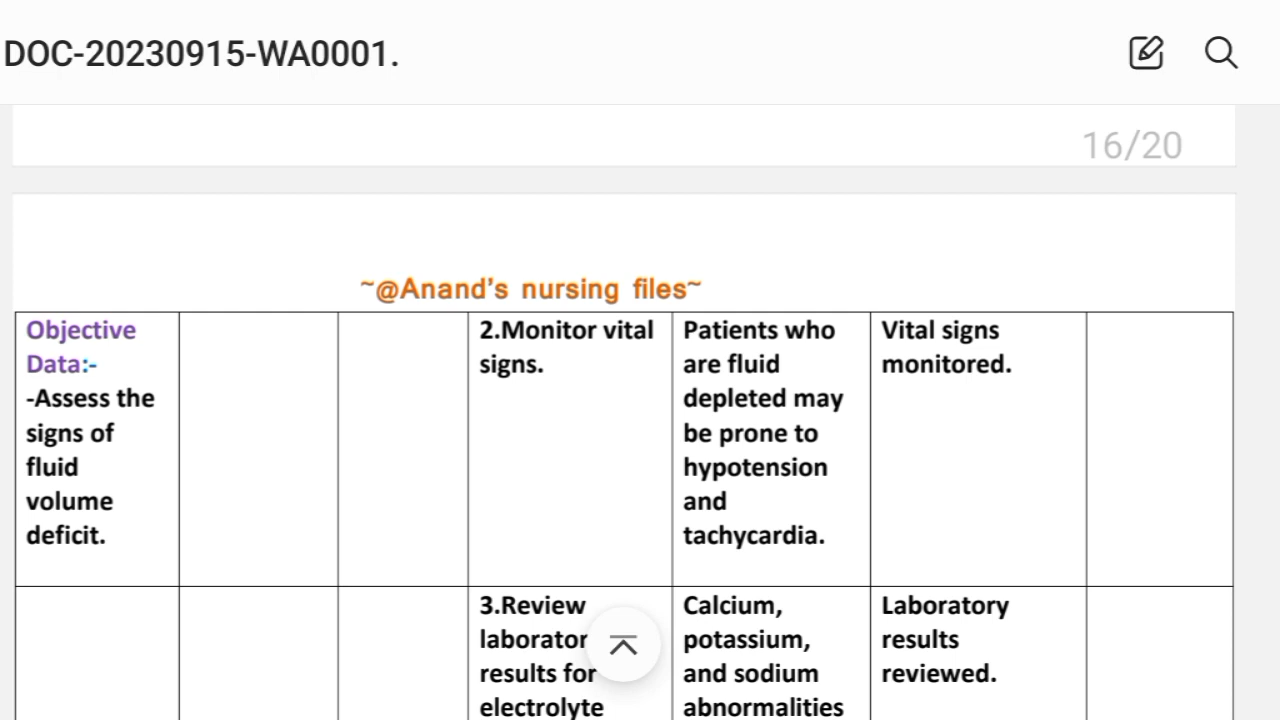 DOC-20230915-WA0001.
16/20
~@Anand's nursing files~
Objective
Data:-
-Assess the
signs of
fluid
volume
deficit.
2.Monitor vital
signs.
Patients who
are fluid
depleted may
be prone to
hypotension
and
tachycardia.
Vital signs
monitored.
3.Review
results for
electrolyte
Calcium,
potassium,
and sodium
abnormalities
Laboratory
results
reviewed.